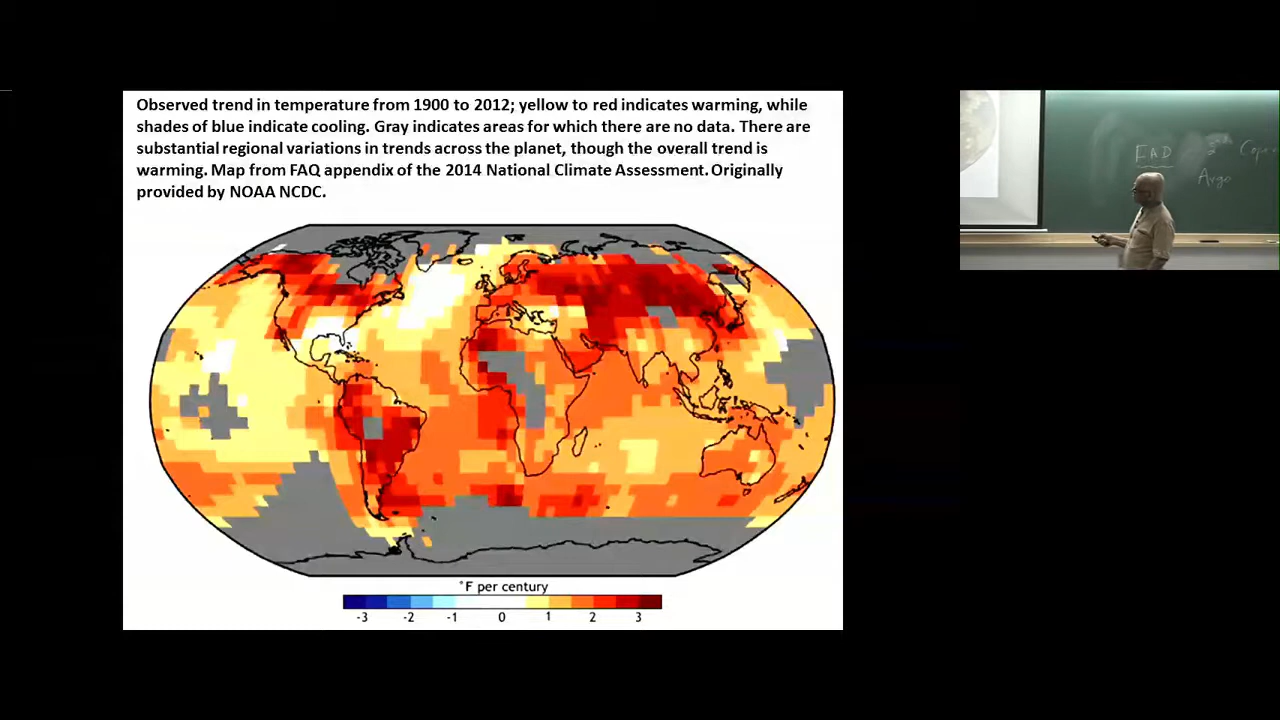 Observed trend in temperature from 1900 to 2012; yellow to red indicates warming, while
shades of blue indicate cooling. Gray indicates areas for which there are no data. There are
substantial regional variations in trends across the planet, though the overall trend is
warming. Map from FAQ appendix of the 2014 National Climate Assessment. Originally
provided by NOAA NCDC.
°F per century
-3 -2 -1 0 1 2 3
Argo